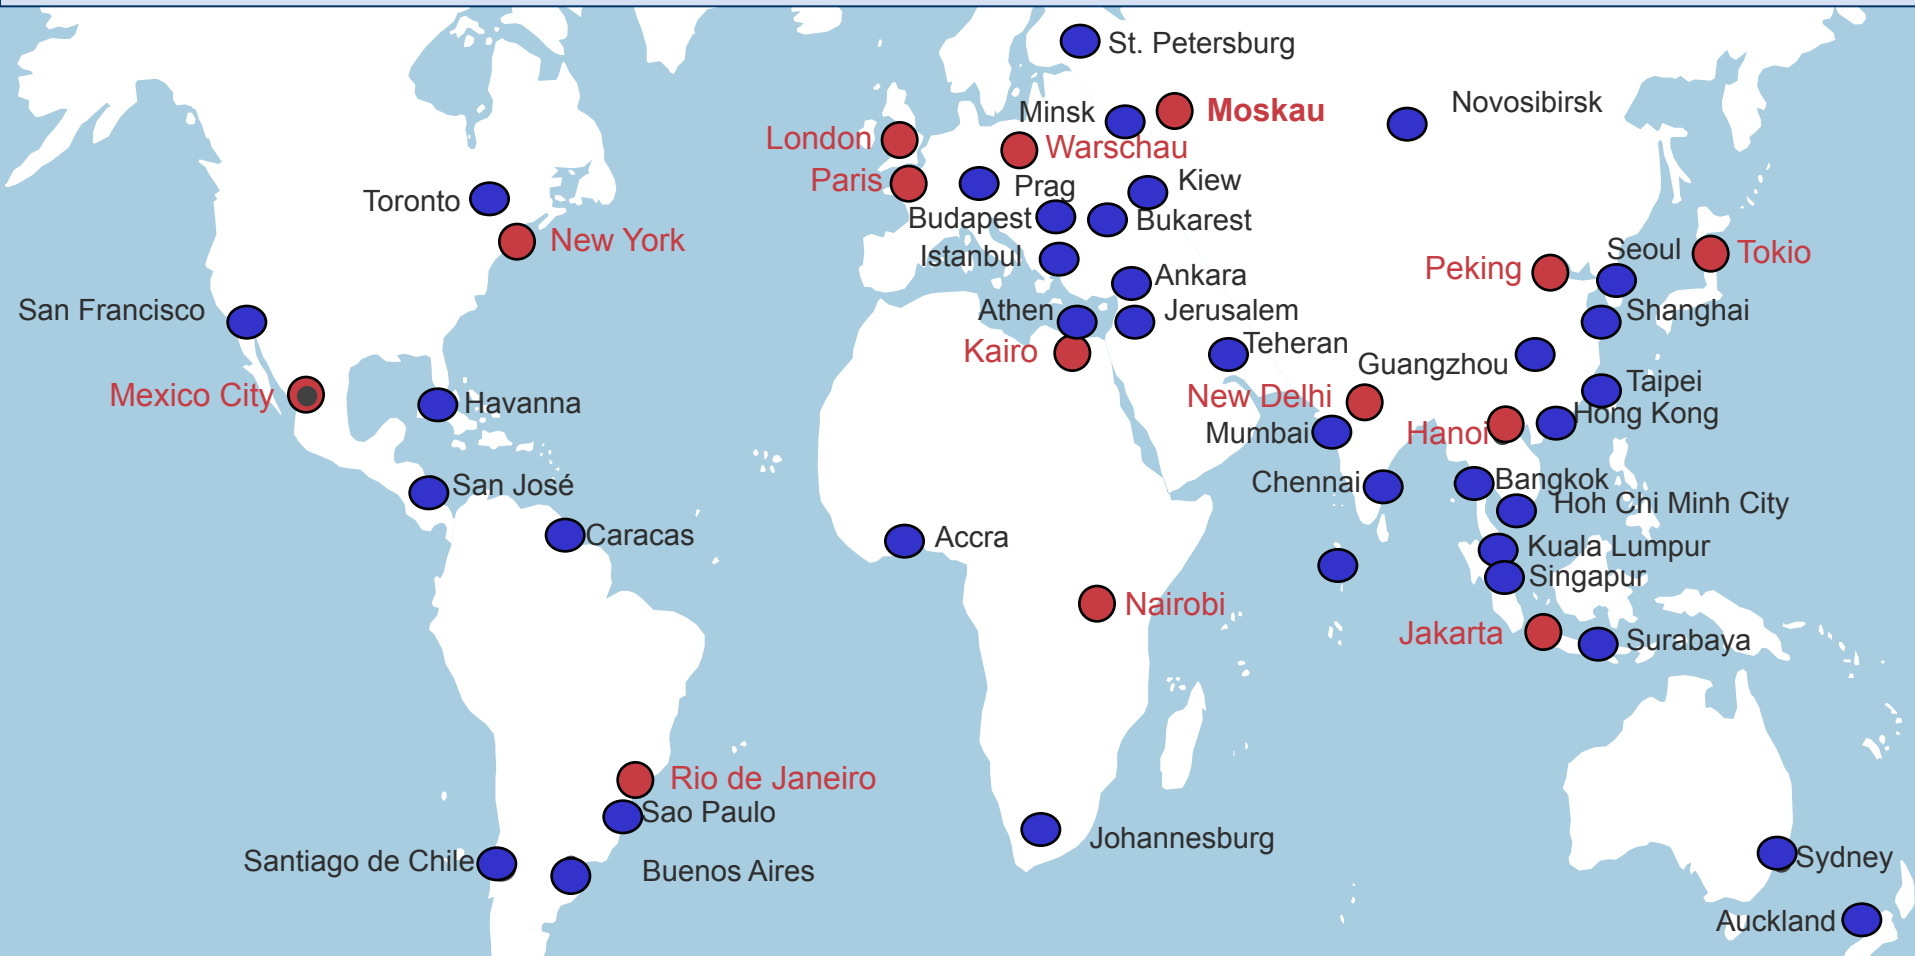 St. Petersburg
Novosibirsk
Minsk
Moskau
London
Warschau
Paris
Prag
Kiew
Toronto
Budapest
Bukarest
New York
Istanbul
Seoul
Tokio
Peking
Ankara
San Francisco
Athen
Jerusalem
Shanghai
Kairo
Teheran
Guangzhou
Taipei
Mexico City
Havanna
New Delhi
Hong Kong
Mumbai
Hanoi
San José
Chennai
Bangkok
Hoh Chi Minh City
Caracas
Accra
Kuala Lumpur
Singapur
Nairobi
Jakarta
Surabaya
Rio de Janeiro
Sao Paulo
Johannesburg
Santiago de Chile
Buenos Aires
Sydney
Auckland